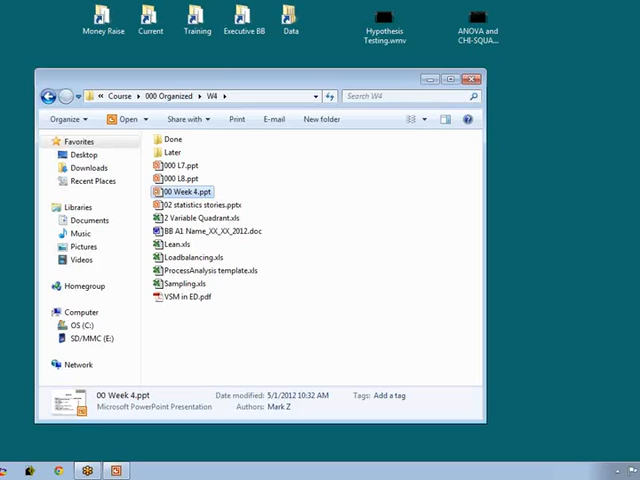 Money Raise
Current
Training
Executive BB
Data
Hypothesis
Testing.wmv
ANOVA and
CHI-SQUA...
« Course ▸ 000 Organized ▸ W4 ▸
Search W4
Organize
Open
Share with
Print
E-mail
New folder
Favorites
Desktop
Downloads
Recent Places
Libraries
Documents
Music
Pictures
Videos
Homegroup
Computer
OS (C:)
SD/MMC (E:)
Network
Done
Later
000 L7.ppt
000 L8.ppt
00 Week 4.ppt
02 statistics stories.pptx
2 Variable Quadrant.xls
BB A1 Name_XX_XX_2012.doc
Lean.xls
Loadbalancing.xls
ProcessAnalysis template.xls
Sampling.xls
VSM in ED.pdf
00 Week 4.ppt
Date modified: 5/1/2012 10:32 AM
Tags: Add a tag
Microsoft PowerPoint Presentation
Authors: Mark Z